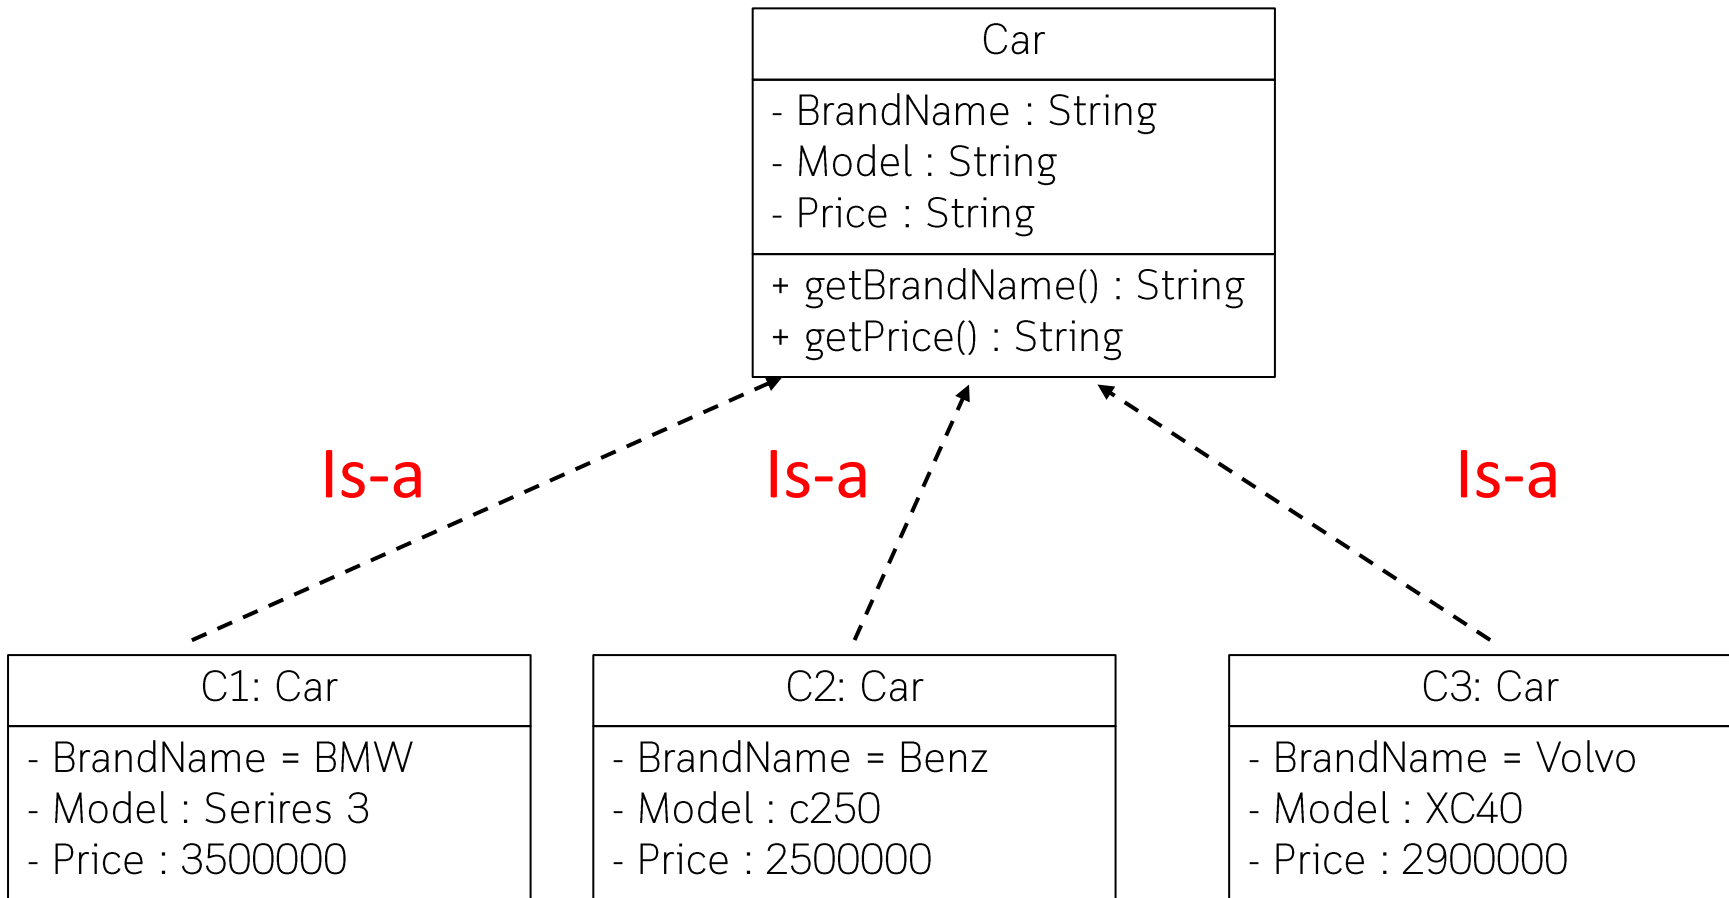 Car
- BrandName : String
- Model : String
- Price : String
+ getBrandName() : String
+ getPrice() : String
Is-a
Is-a
Is-a
C1: Car
- BrandName = BMW
- Model : Serires 3
- Price : 3500000
C2: Car
- BrandName = Benz
- Model : c250
- Price : 2500000
C3: Car
- BrandName = Volvo
- Model : XC40
- Price : 2900000